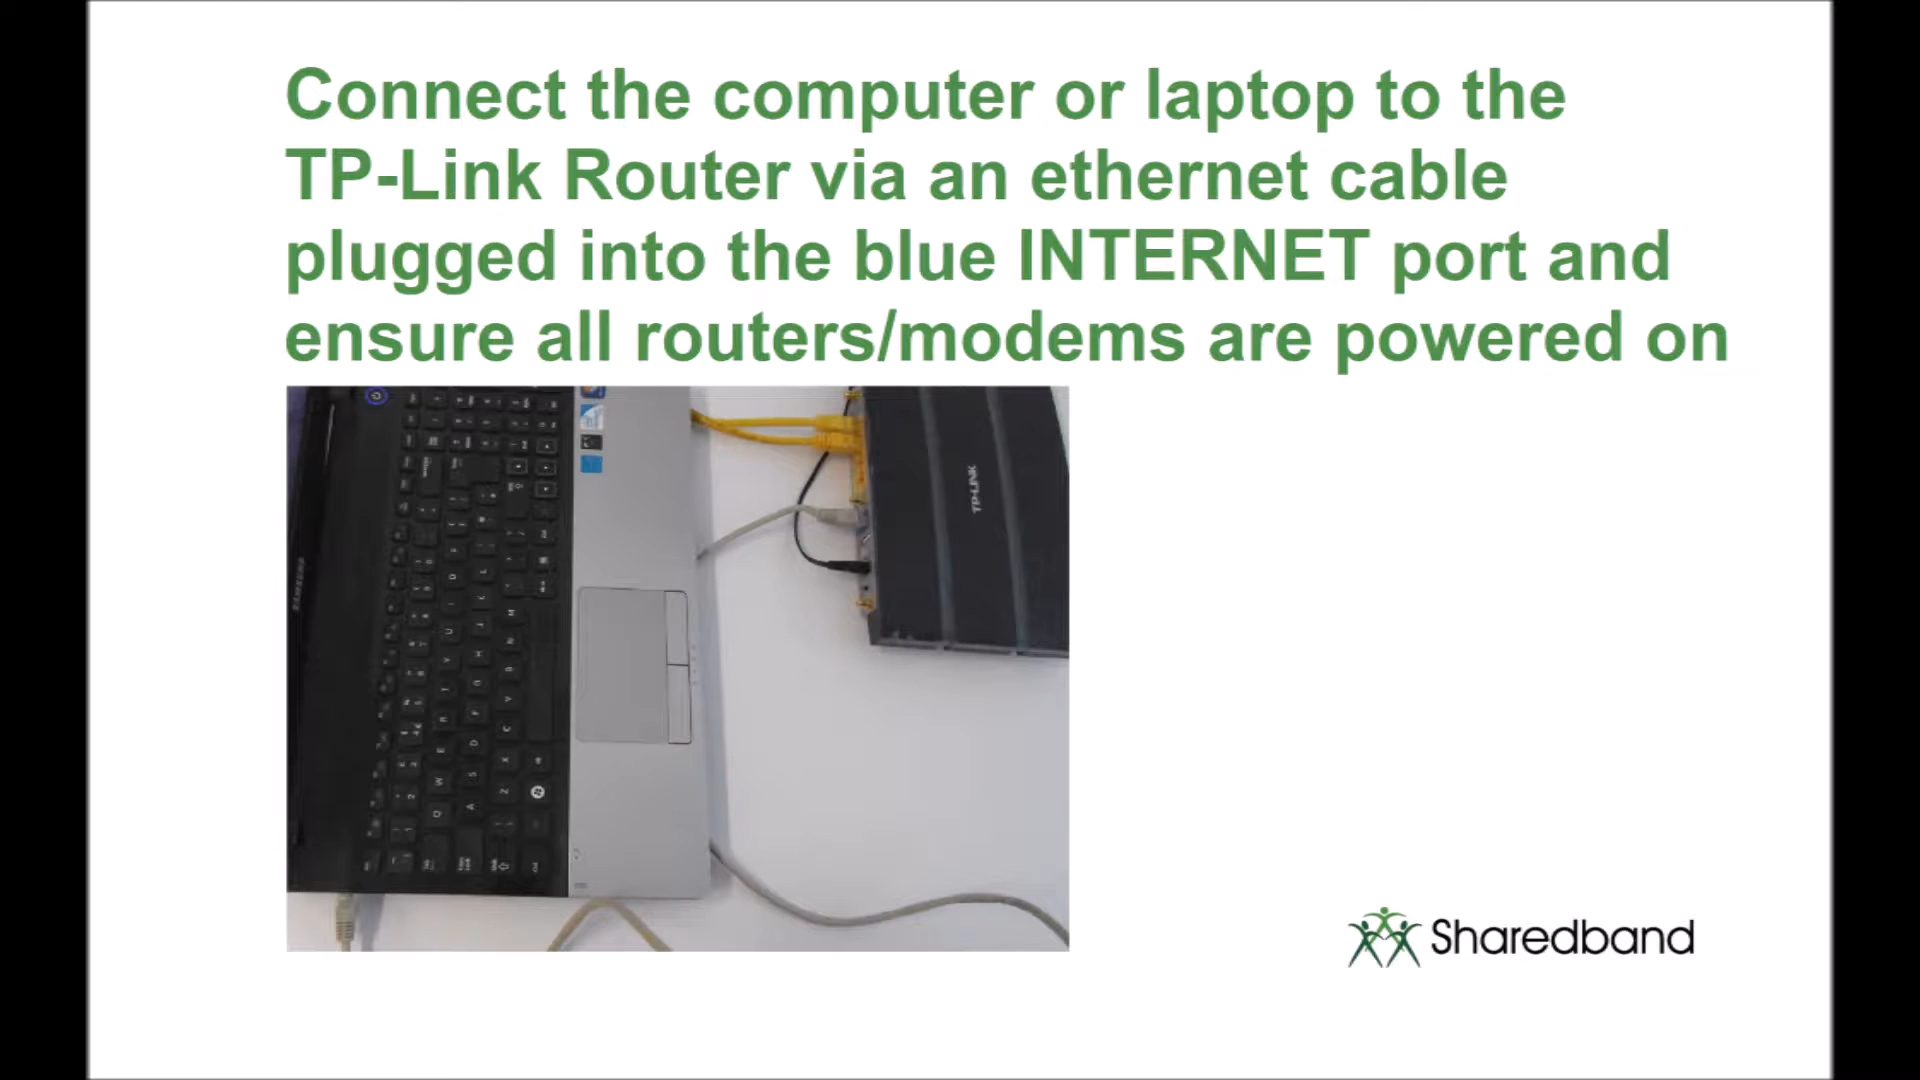 Connect the computer or laptop to the
TP-Link Router via an ethernet cable
plugged into the blue INTERNET port and
ensure all routers/modems are powered on
TP-LINK
SAMSUNG
Sharedband